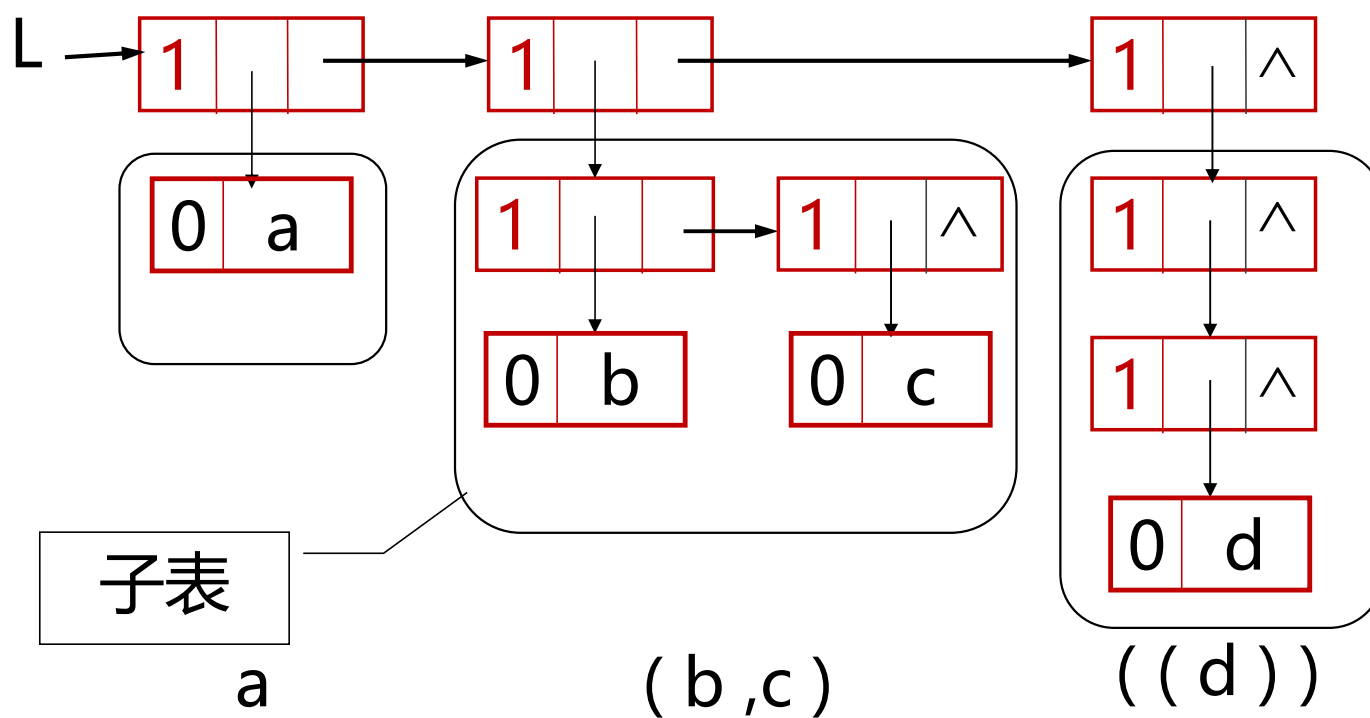 L 1 1 1 ∧
0 a 1 1 ∧ 1 ∧
0 b 0 c 1 ∧
0 d
子表
a (b,c) ((d))